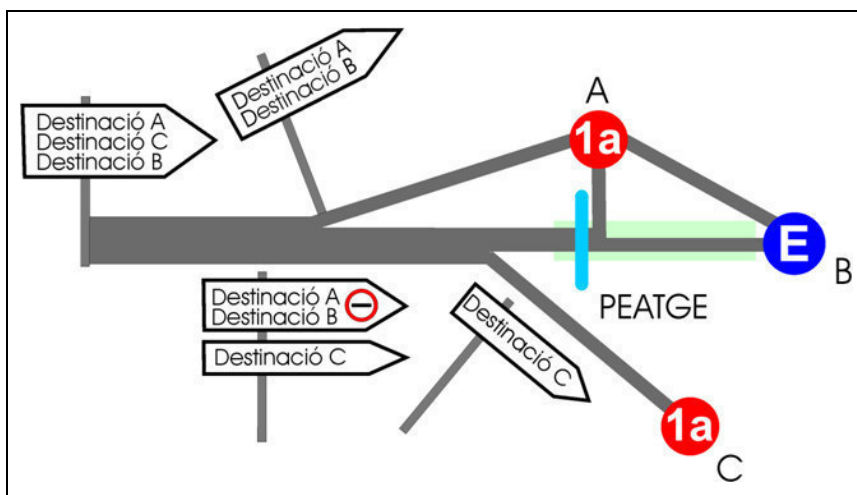 Destinació A
Destinació B
Destinació A
Destinació C
Destinació B
A
1a
E
B
PEATGE
Destinació A
Destinació B
Destinació C
Destinació C
1a
C